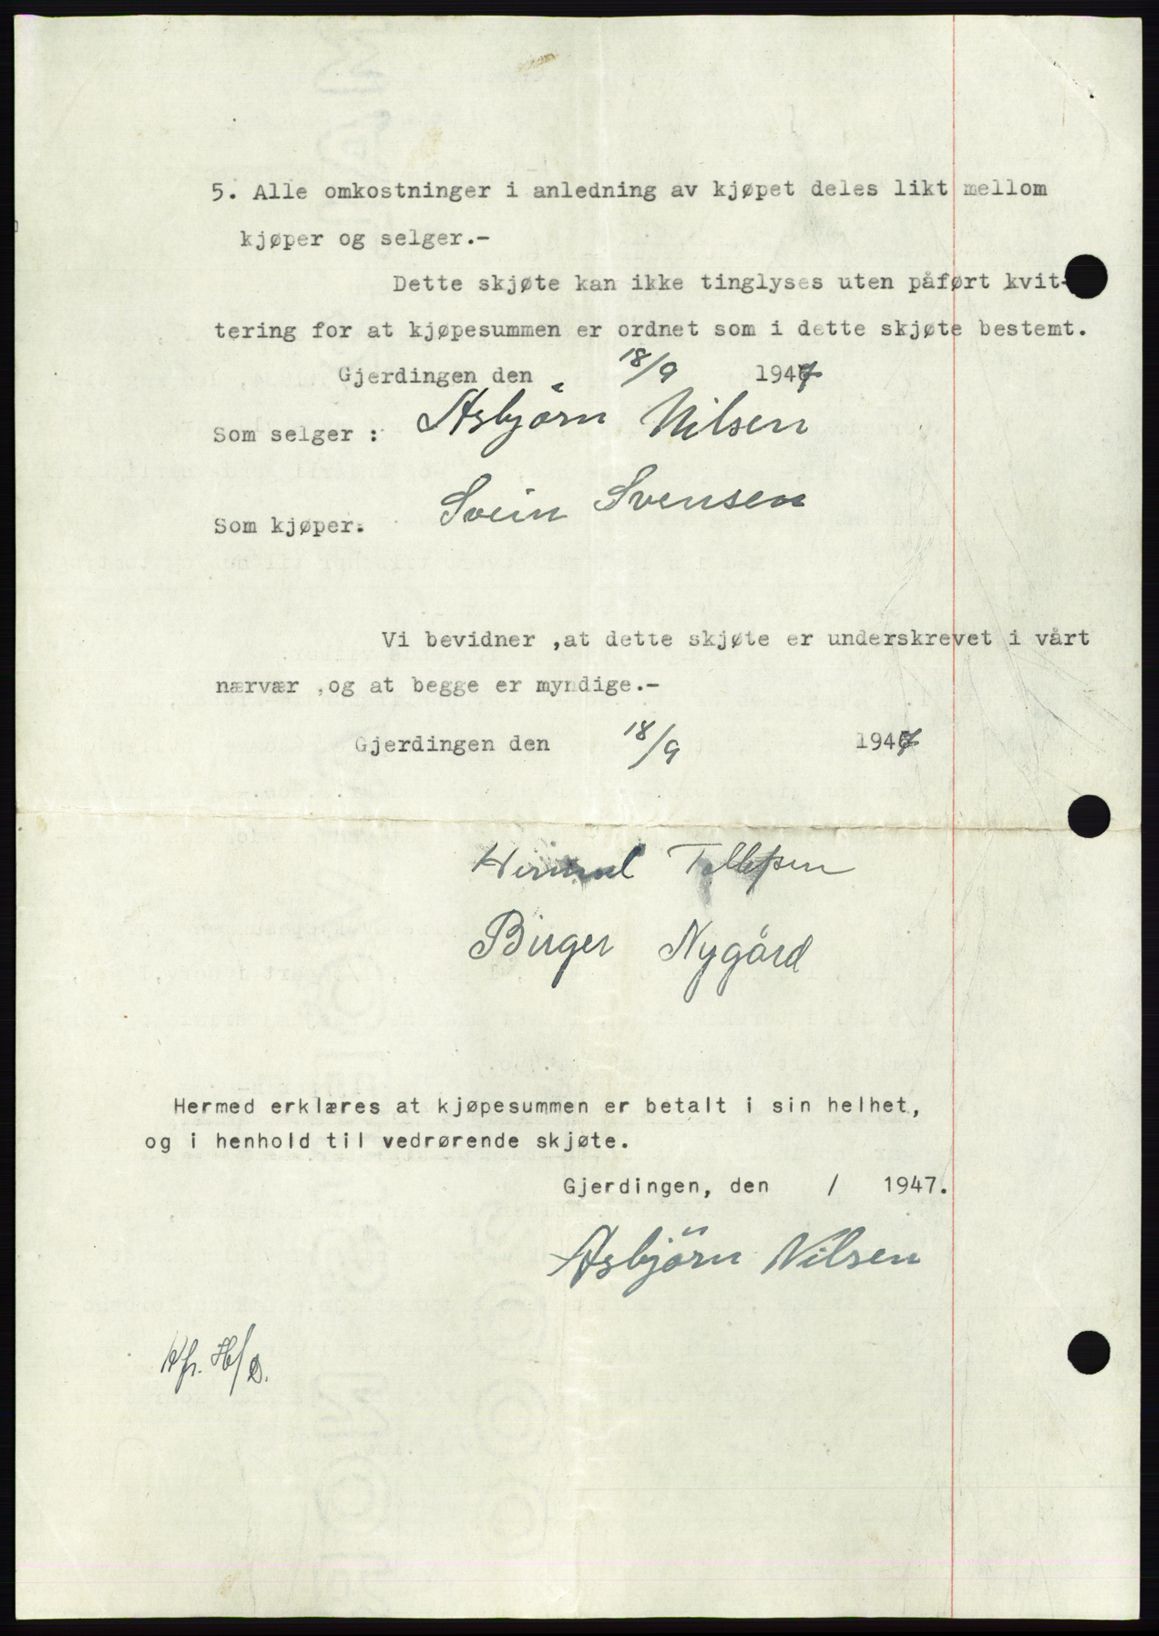 5. Alle omkostninger i anledning av kjøpet deles likt mellom
kjøper og selger.-
Dette skjøte kan ikke tinglyses uten påført kvit-
tering for at kjøpesummen er ordnet som i dette skjøte bestemt.
Gjerdingen den 18/9 1947
Som selger : Asbjörn Nilsen
Som kjøper. Svein Svensen
Vi bevidner ,at dette skjøte er underskrevet i vårt
nærvær ,og at begge er myndige.-
Gjerdingen den 18/9 1947
Tellefsen
Birger Nygård
Hermed erklæres at kjøpesummen er betalt i sin helhet,
og i henhold til vedrørende skjøte.
Gjerdingen, den / 1947.
Asbjörn Nilsen